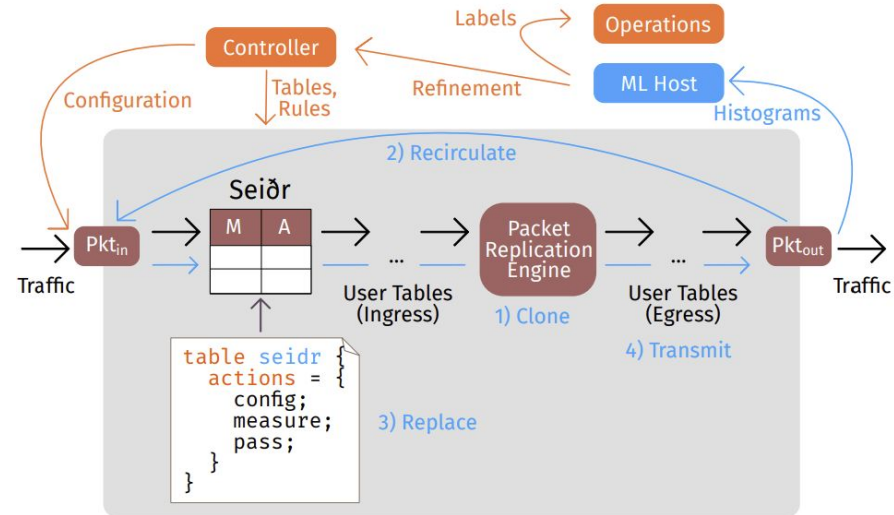 Labels
Operations
Controller
ML Host
Refinement
Configuration
Tables,
Rules
Histograms
2) Recirculate
Seiðr
M A
Pktin
Packet
Replication
Engine
Pktout
...
...
Traffic
User Tables
(Ingress)
1) Clone
User Tables
(Egress)
Traffic
4) Transmit
table seidr {
actions = {
config;
measure;
pass;
}
}
3) Replace